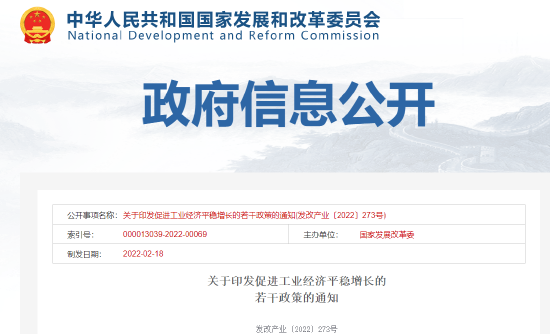 中华人民共和国国家发展和改革委员会
National Development and Reform Commission
政府信息公开
公开事项名称： 关于印发促进工业经济平稳增长的若干政策的通知(发改产业〔2022〕273号)
索引号： 000013039-2022-00069 主办单位： 国家发展改革委
制发日期： 2022-02-18
关于印发促进工业经济平稳增长的
若干政策的通知
发改产业〔2022〕273号